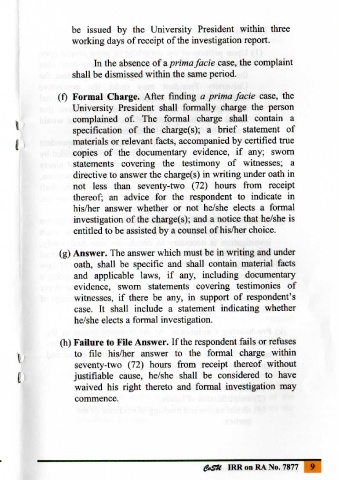 be issued by the University President within three
working days of receipt of the investigation report.
In the absence of a prima facie case, the complaint
shall be dismissed within the same period.
(f) Formal Charge. After finding a prima facie case, the
University President shall formally charge the person
complained of. The formal charge shall contain a
specification of the charge(s); a brief statement of
materials or relevant facts, accompanied by certified true
copies of the documentary evidence, if any; sworn
statements covering the testimony of witnesses; a
directive to answer the charge(s) in writing under oath in
not less than seventy-two (72) hours from receipt
thereof; an advice for the respondent to indicate in
his/her answer whether or not he/she elects a formal
investigation of the charge(s); and a notice that he/she is
entitled to be assisted by a counsel of his/her choice.
(g) Answer. The answer which must be in writing and under
oath, shall be specific and shall contain material facts
and applicable laws, if any, including documentary
evidence, sworn statements covering testimonies of
witnesses, if there be any, in support of respondent's
case. It shall include a statement indicating whether
he/she elects a formal investigation.
(h) Failure to File Answer. If the respondent fails or refuses
to file his/her answer to the formal charge within
seventy-two (72) hours from receipt thereof without
justifiable cause, he/she shall be considered to have
waived his right thereto and formal investigation may
commence.
CvSU IRR on RA No. 7877 9